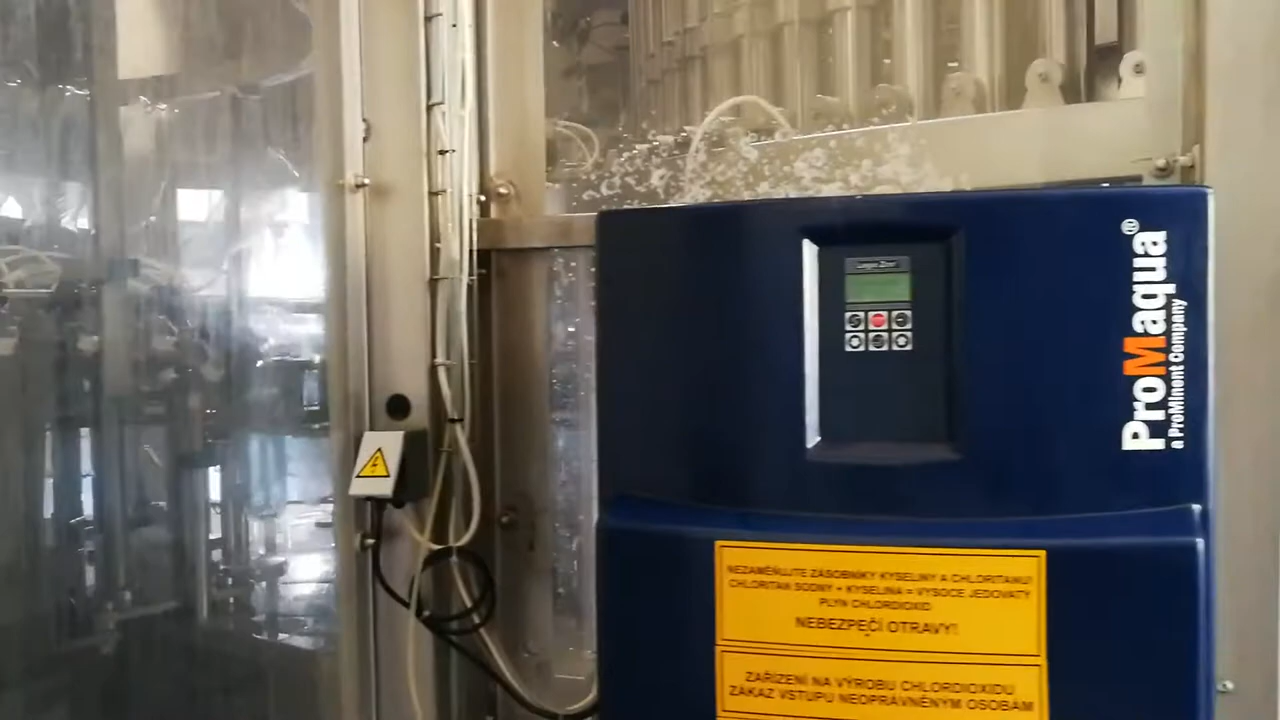 ProMaqua®
a ProMinent Company
NEZAMĚŇUJTE ZÁSOBNÍKY KYSELINY A CHLORITANU!
CHLORITAN SODNÝ + KYSELINA = VYSOCE JEDOVATÝ
PLYN CHLORDIOXID
NEBEZPEČÍ OTRAVY!
ZAŘÍZENÍ NA VÝROBU CHLORDIOXIDU
ZÁKAZ VSTUPU NEOPRÁVNĚNÝM OSOBÁM